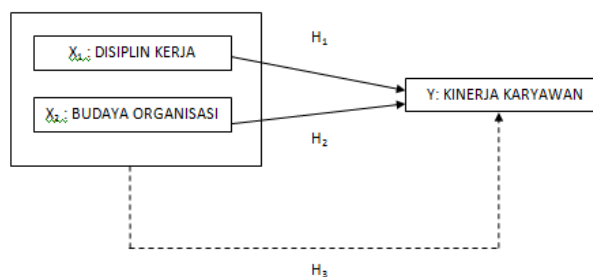 H₁
X₁ : DISIPLIN KERJA
Y: KINERJA KARYAWAN
X₂ : BUDAYA ORGANISASI
H₂
H₃